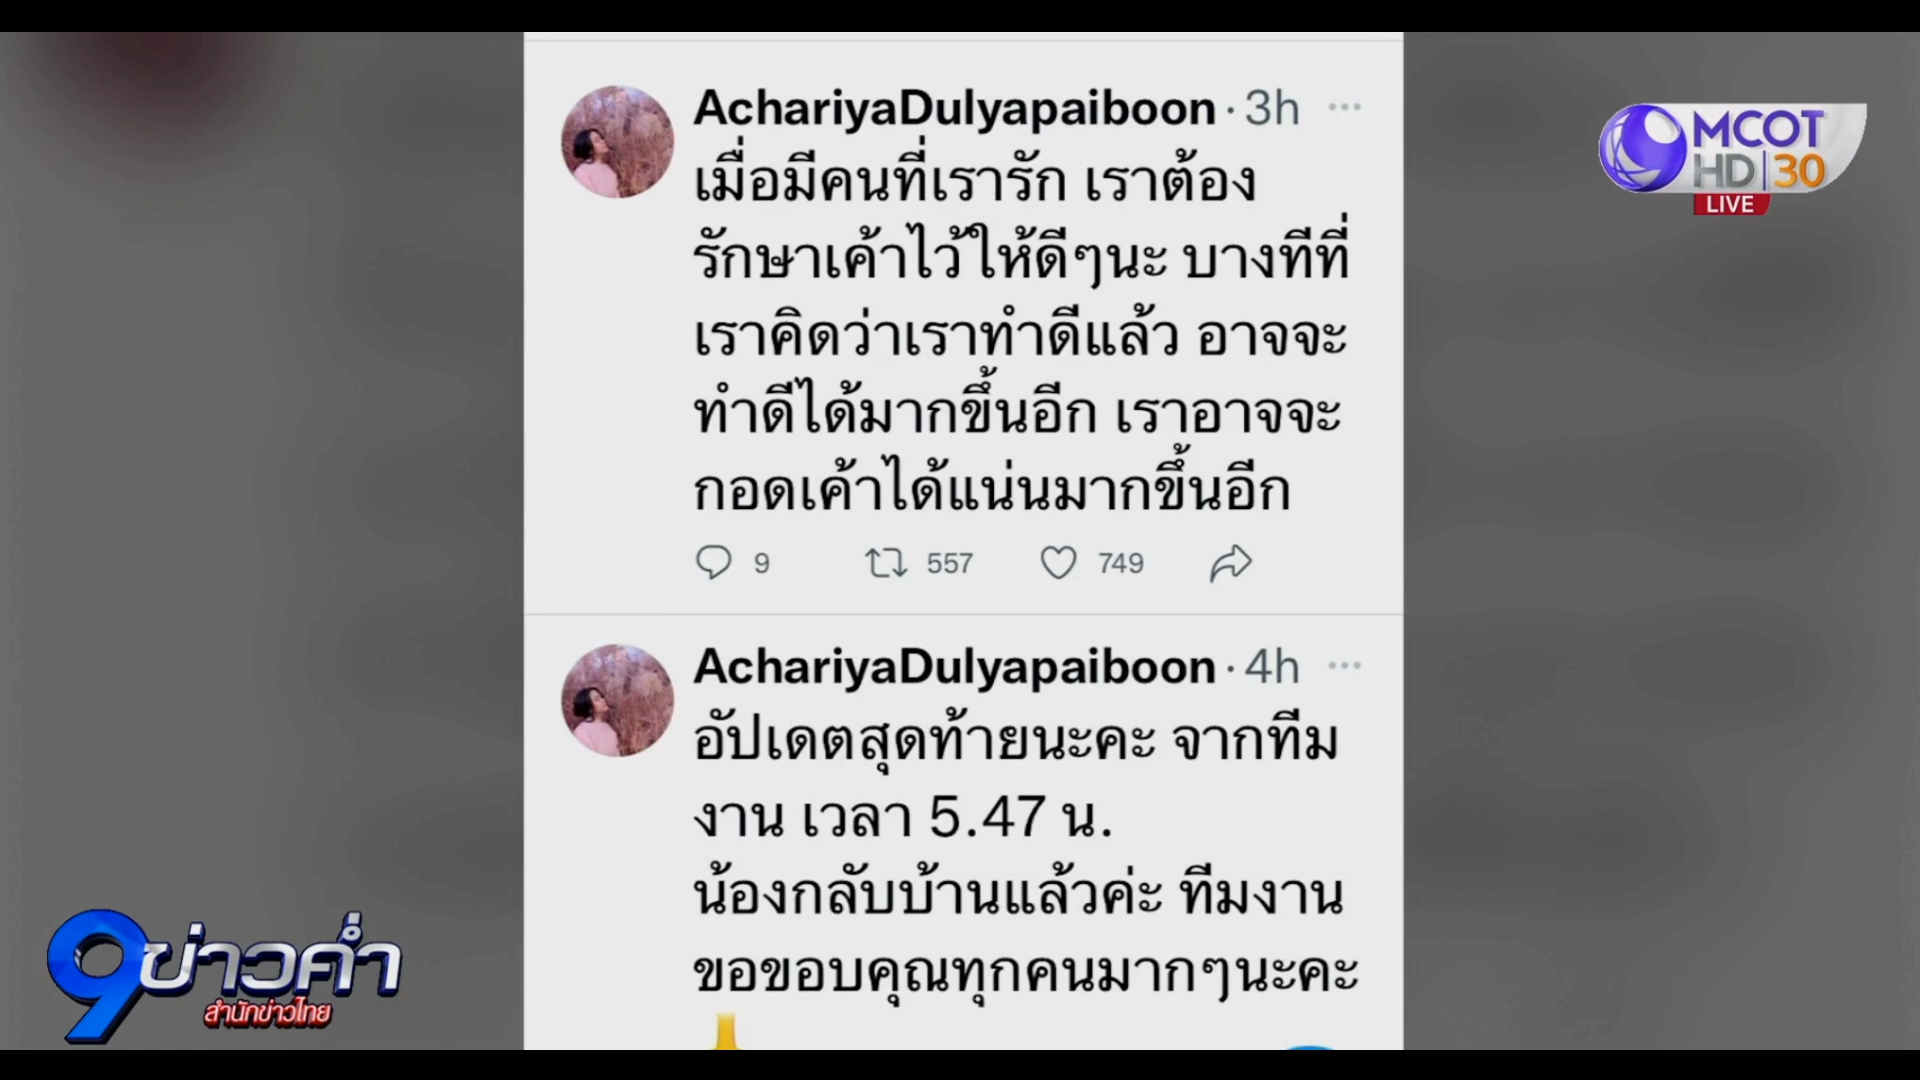 AchariyaDulyapaiboon · 3h
เมื่อมีคนที่เรารัก เราต้อง
รักษาเค้าไว้ให้ดีๆนะ บางทีที่
เราคิดว่าเราทำดีแล้ว อาจจะ
ทำดีได้มากขึ้นอีก เราอาจจะ
กอดเค้าได้แน่นมากขึ้นอีก
9 557 749
AchariyaDulyapaiboon · 4h
อัปเดตสุดท้ายนะคะ จากทีม
งาน เวลา 5.47 น.
น้องกลับบ้านแล้วค่ะ ทีมงาน
ขอขอบคุณทุกคนมากๆนะคะ
MCOT
HD|30
LIVE
9ข่าวค่ำ
สำนักข่าวไทย